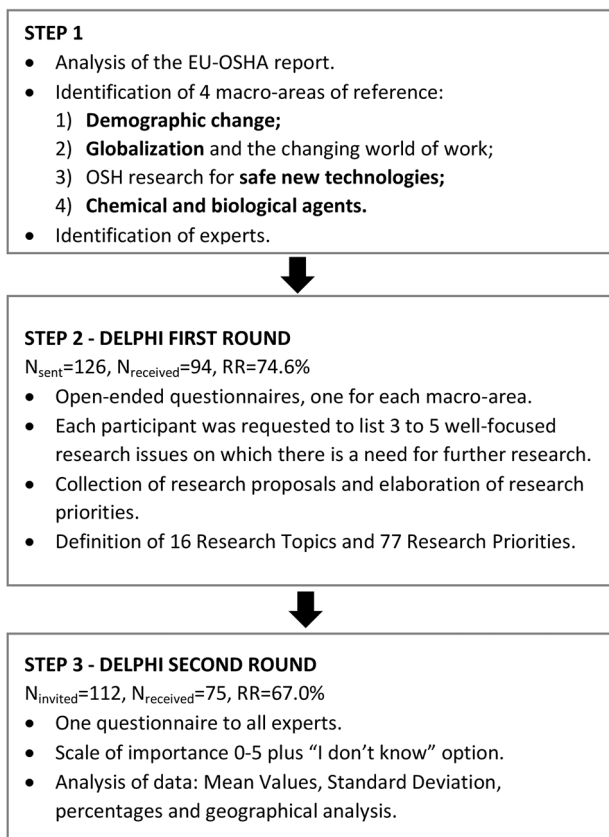 STEP 1
• Analysis of the EU-OSHA report.
• Identification of 4 macro-areas of reference:
1) Demographic change;
2) Globalization and the changing world of work;
3) OSH research for safe new technologies;
4) Chemical and biological agents.
• Identification of experts.
STEP 2 - DELPHI FIRST ROUND
Nsent=126, Nreceived=94, RR=74.6%
• Open-ended questionnaires, one for each macro-area.
• Each participant was requested to list 3 to 5 well-focused
research issues on which there is a need for further research.
• Collection of research proposals and elaboration of research
priorities.
• Definition of 16 Research Topics and 77 Research Priorities.
STEP 3 - DELPHI SECOND ROUND
Ninvited=112, Nreceived=75, RR=67.0%
• One questionnaire to all experts.
• Scale of importance 0-5 plus “I don’t know” option.
• Analysis of data: Mean Values, Standard Deviation,
percentages and geographical analysis.